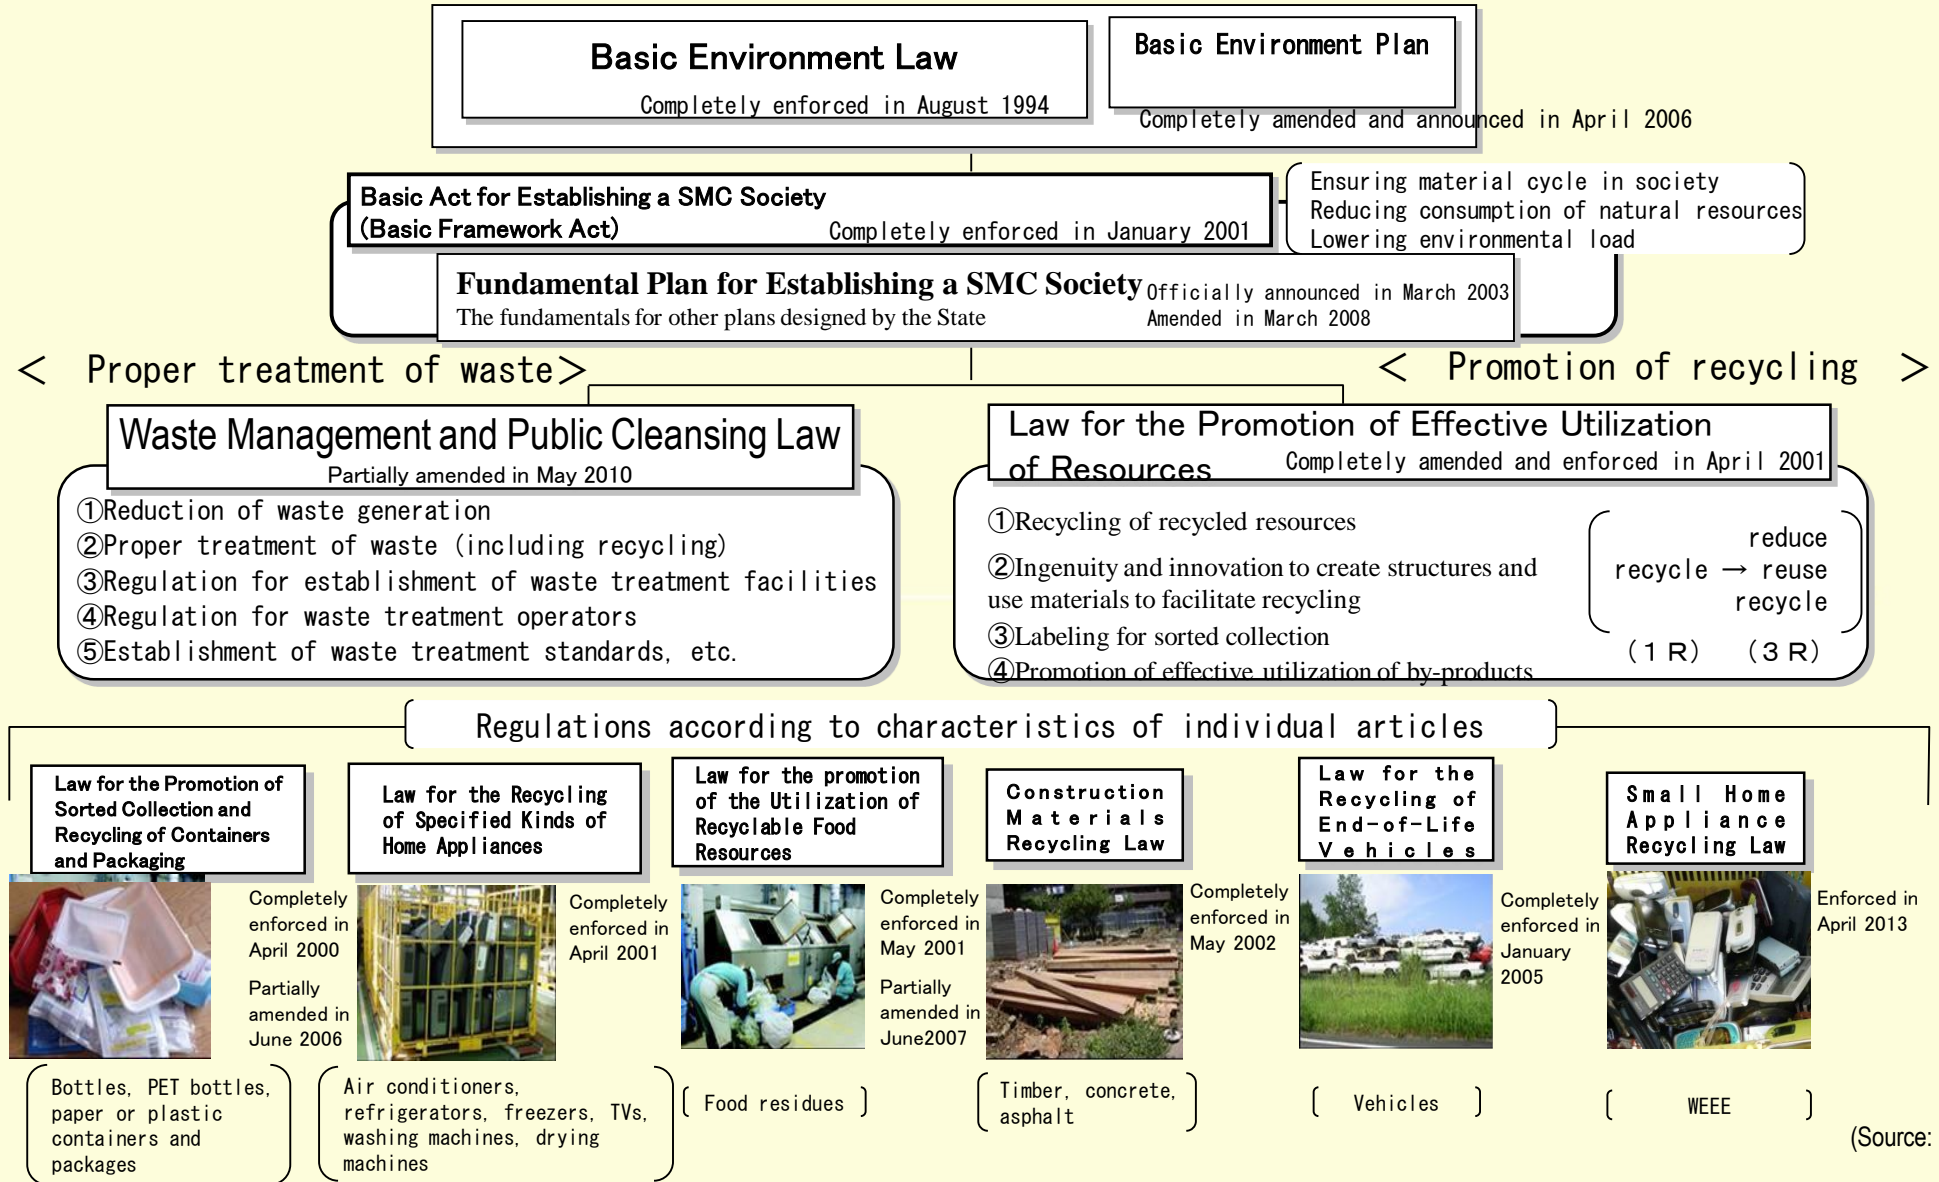 Basic Environment Law
Completely enforced in August 1994
Basic Environment Plan
Completely amended and announced in April 2006
Basic Act for Establishing a SMC Society
(Basic Framework Act)
Completely enforced in January 2001
Ensuring material cycle in society
Reducing consumption of natural resources
Lowering environmental load
Fundamental Plan for Establishing a SMC Society
Officially announced in March 2003
The fundamentals for other plans designed by the State
Amended in March 2008
＜ Proper treatment of waste＞
＜ Promotion of recycling ＞
Waste Management and Public Cleansing Law
Partially amended in May 2010
①Reduction of waste generation
②Proper treatment of waste (including recycling)
③Regulation for establishment of waste treatment facilities
④Regulation for waste treatment operators
⑤Establishment of waste treatment standards, etc.
Law for the Promotion of Effective Utilization
of Resources
Completely amended and enforced in April 2001
①Recycling of recycled resources
②Ingenuity and innovation to create structures and
use materials to facilitate recycling
③Labeling for sorted collection
④Promotion of effective utilization of by-products
reduce
recycle → reuse
recycle
(1R) (3R)
Regulations according to characteristics of individual articles
Law for the Promotion of
Sorted Collection and
Recycling of Containers
and Packaging
Completely
enforced in
April 2000
Partially
amended in
June 2006
Bottles, PET bottles,
paper or plastic
containers and
packages
Law for the Recycling
of Specified Kinds of
Home Appliances
Completely
enforced in
April 2001
Air conditioners,
refrigerators, freezers, TVs,
washing machines, drying
machines
Law for the promotion
of the Utilization of
Recyclable Food
Resources
Completely
enforced in
May 2001
Partially
amended in
June2007
Food residues
Construction
Materials
Recycling Law
Completely
enforced in
May 2002
Timber, concrete,
asphalt
Law for the
Recycling of
End-of-Life
Vehicles
Completely
enforced in
January
2005
Vehicles
Small Home
Appliance
Recycling Law
Enforced in
April 2013
WEEE
(Source: